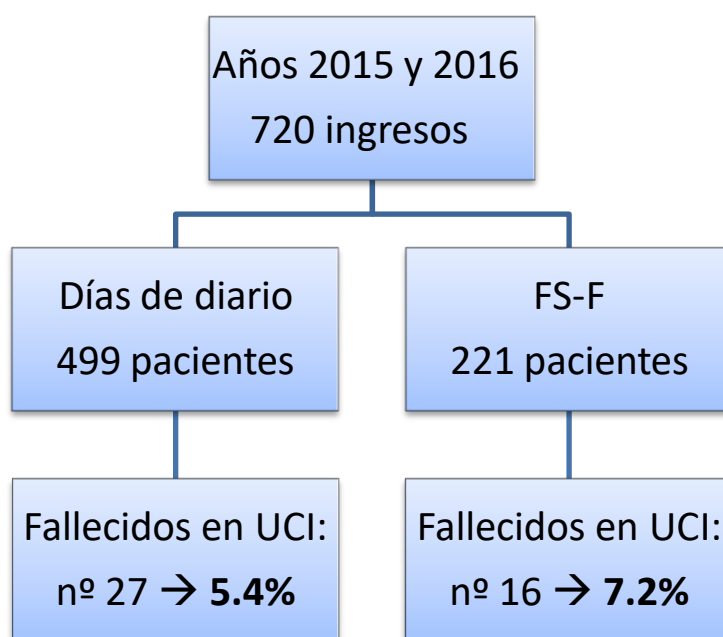 Años 2015 y 2016
720 ingresos
Días de diario
499 pacientes
FS-F
221 pacientes
Fallecidos en UCI:
nº 27 → 5.4%
Fallecidos en UCI:
nº 16 → 7.2%